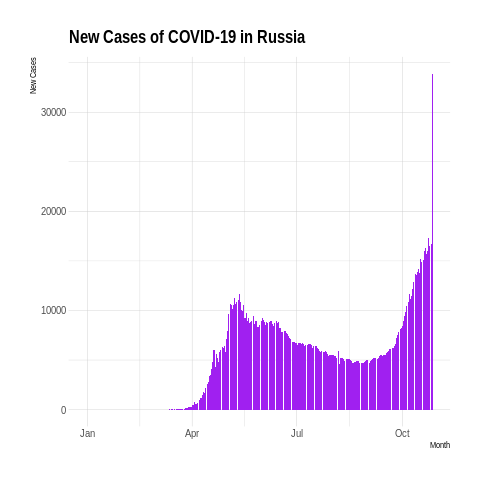 New Cases of COVID-19 in Russia
New Cases
30000
20000
10000
0
Jan Apr Jul Oct
Month